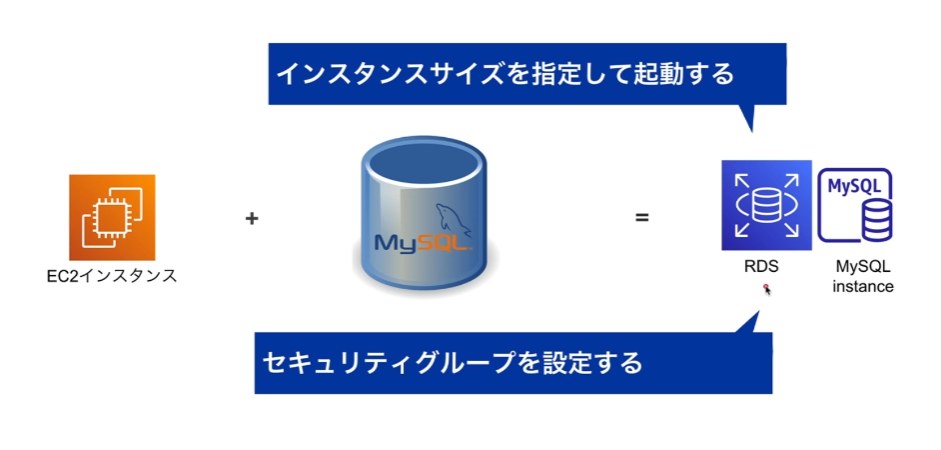 インスタンスサイズを指定して起動する
EC2インスタンス
+
MySQL
=
MySQL
RDS
MySQL
instance
セキュリティグループを設定する